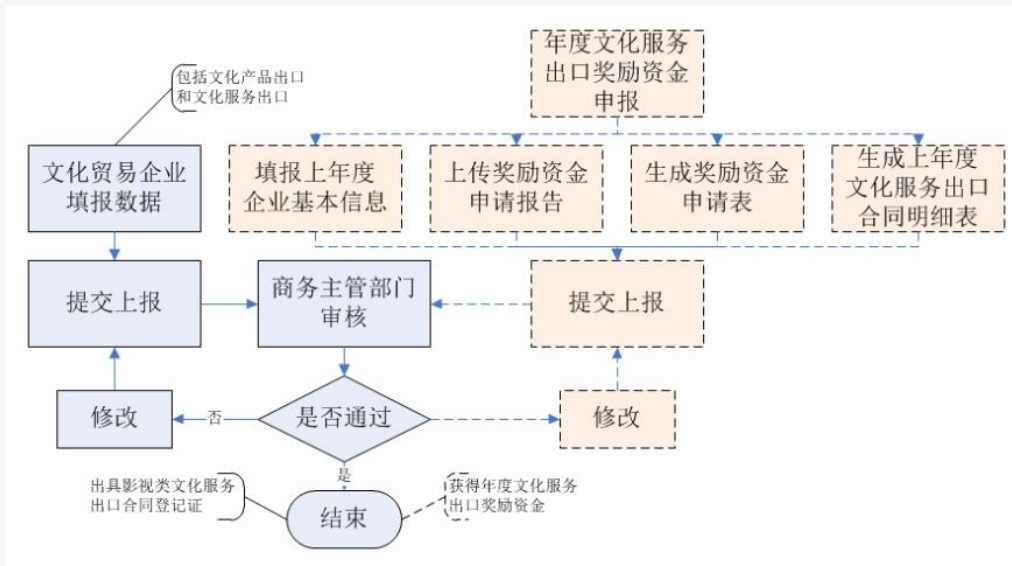 年度文化服务
出口奖励资金
申报
包括文化产品出口
和文化服务出口
文化贸易企业
填报数据
填报上年度
企业基本信息
上传奖励资金
申请报告
生成奖励资金
申请表
生成上年度
文化服务出口
合同明细表
提交上报
商务主管部门
审核
提交上报
修改
否
是否通过
修改
是
出具影视类文化服务
出口合同登记证
结束
获得年度文化服务
出口奖励资金